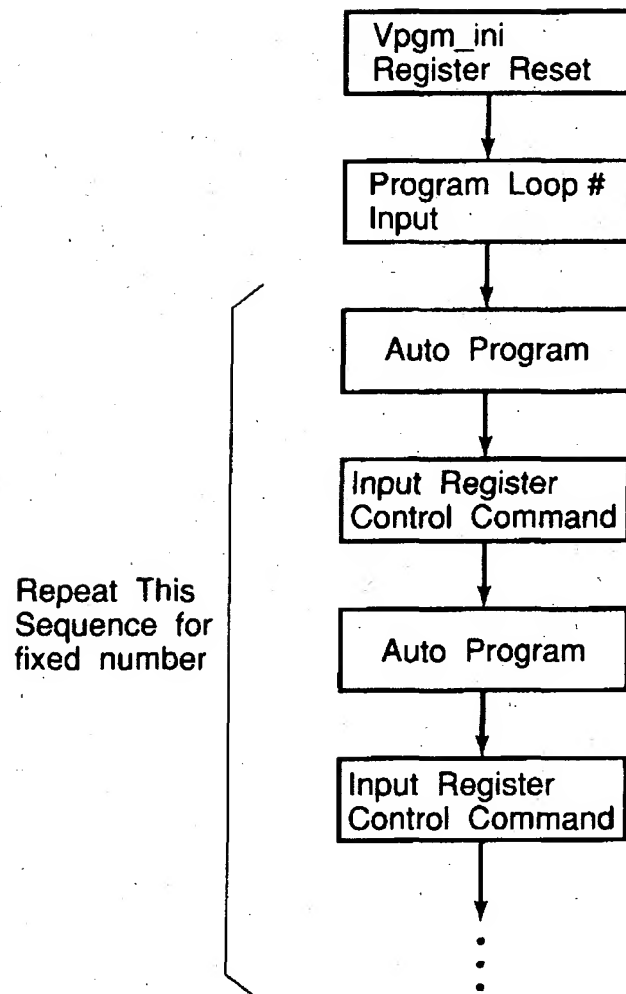 Vpgm_ini
Register Reset
Program Loop #
Input
Auto Program
Input Register
Control Command
Repeat This
Sequence for
fixed number
Auto Program
Input Register
Control Command